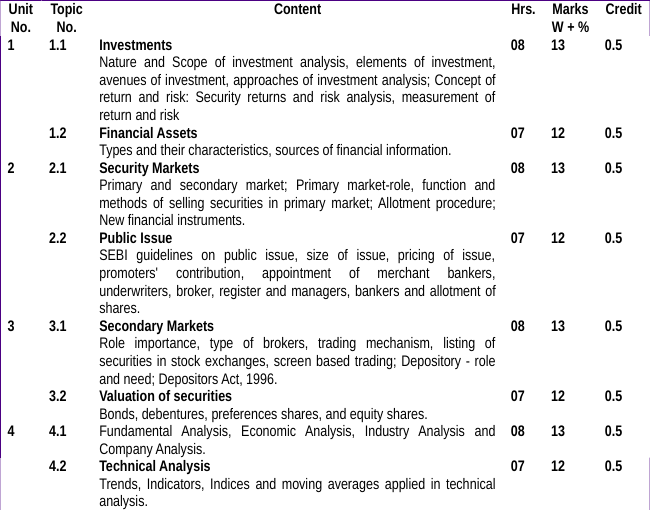 Unit Topic Content Hrs. Marks Credit
No. No. W + %
1 1.1 Investments 08 13 0.5
Nature and Scope of investment analysis, elements of investment,
avenues of investment, approaches of investment analysis; Concept of
return and risk: Security returns and risk analysis, measurement of
return and risk
1.2 Financial Assets 07 12 0.5
Types and their characteristics, sources of financial information.
2 2.1 Security Markets 08 13 0.5
Primary and secondary market; Primary market-role, function and
methods of selling securities in primary market; Allotment procedure;
New financial instruments.
2.2 Public Issue 07 12 0.5
SEBI guidelines on public issue, size of issue, pricing of issue,
promoters' contribution, appointment of merchant bankers,
underwriters, broker, register and managers, bankers and allotment of
shares.
3 3.1 Secondary Markets 08 13 0.5
Role importance, type of brokers, trading mechanism, listing of
securities in stock exchanges, screen based trading; Depository - role
and need; Depositors Act, 1996.
3.2 Valuation of securities 07 12 0.5
Bonds, debentures, preferences shares, and equity shares.
4 4.1 Fundamental Analysis, Economic Analysis, Industry Analysis and 08 13 0.5
Company Analysis.
4.2 Technical Analysis 07 12 0.5
Trends, Indicators, Indices and moving averages applied in technical
analysis.